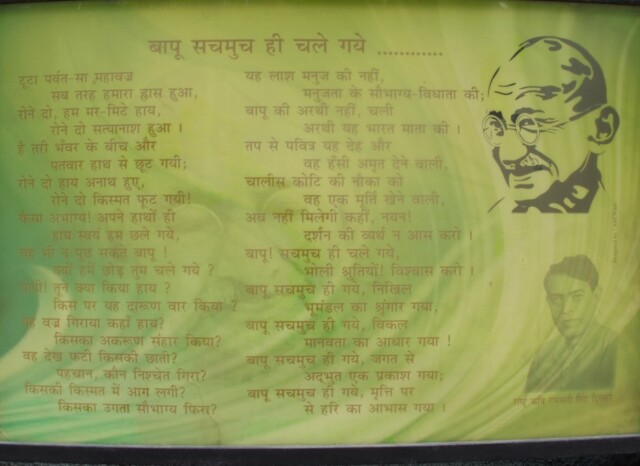 बापू सचमुच ही चले गये ............
टूटा पर्वत-सा महावज्र
सब तरह हमारा ह्रास हुआ,
रोने दो, हम मर-मिटे हाय,
रोने दो सत्यानाश हुआ ।
है तरी भंवर के बीच और
पतवार हाथ से छूट गयी;
रोने दो हाय अनाथ हुए,
रोने दो किस्मत फूट गयी!
कैसा अभाग्य! अपने हाथों ही
हाय स्वयं हम छले गये,
यह भी न पूछ सकते बापू !
क्यों हमें छोड़ तुम चले गये ?
पापी! तूने क्या किया हाय ?
किस पर यह दारूण वार किया ?
यह वज्र गिराया कहाँ हाय?
किसका अकरूण संहार किया?
वह देख फटी किसकी छाती?
पहचान, कौन निश्चेत गिरा?
किसकी किस्मत में आग लगी?
किसका उगता सौभाग्य फिरा?
यह लाश मनुज की नहीं,
मनुजता के सौभाग्य-विधाता की;
बापू की अरथी नहीं, चली
अरथी यह भारत माता की ।
तप से पवित्र यह देह और
वह हँसी अमृत देने वाली,
चालीस कोटि की नौका को
वह एक मूर्ति खेने वाली,
अब नहीं मिलेगी कहीं, नयन!
दर्शन की व्यर्थ न आस करो ।
बापू! सचमुच ही चले गये,
भोली श्रुतियों! विश्वास करो ।
बापू सचमुच ही गये, निखिल
भूमंडल का श्रृंगार गया,
बापू सचमुच ही गये, विकल
मानवता का आधार गया !
बापू सचमुच ही गये, जगत से
अदभुत एक प्रकाश गया;
बापू सचमुच ही गये, मृत्ति पर
से हरि का आभास गया ।